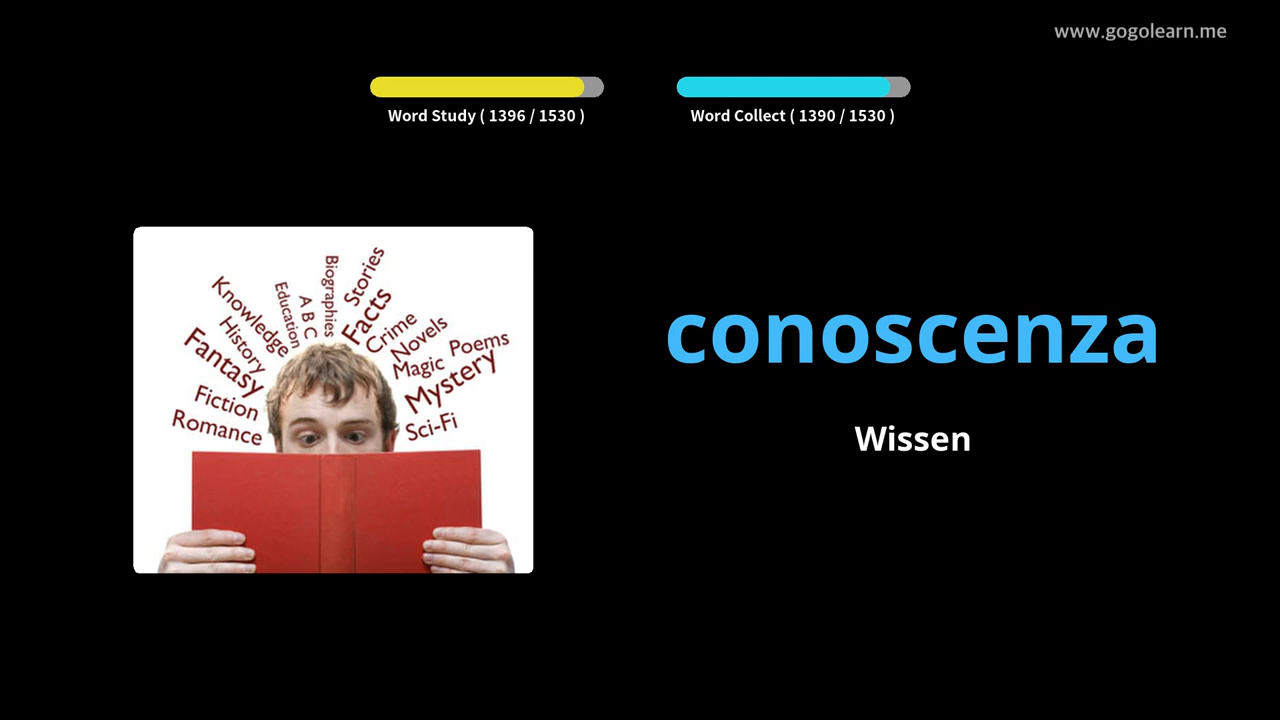 www.gogolearn.me
Word Study ( 1396 / 1530 )
Word Collect ( 1390 / 1530 )
Knowledge
History
Fantasy
Fiction
Romance
Education
A B C
Biographies
Stories
Facts
Crime
Novels
Magic
Poems
Mystery
Sci-Fi
conoscenza
Wissen